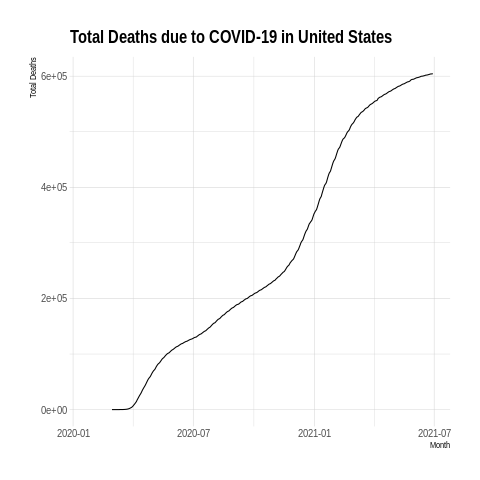 Total Deaths due to COVID-19 in United States
Total Deaths
6e+05
4e+05
2e+05
0e+00
2020-01 2020-07 2021-01 2021-07
Month